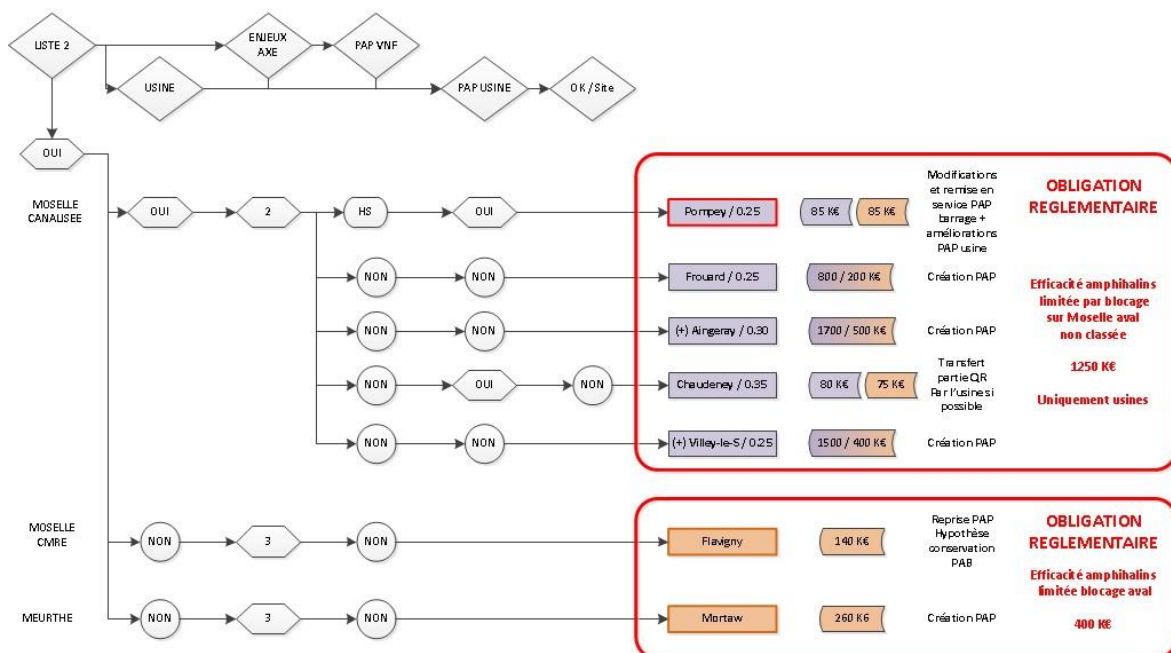 LISTE 2
ENJEUX
AXE
PAP VNF
USINE
PAP USINE
OK / Site
OUI
MOSELLE
CANALISEE
OUI
2
HS
OUI
Pompey / 0.25
85 K€
85 K€
Modifications
et remise en
service PAP
barrage +
améliorations
PAP usine
OBLIGATION
REGLEMENTAIRE
NON
NON
Frouard / 0.25
800 / 200 K€
Création PAP
Efficacité amphihalins
limitée par blocage
sur Moselle aval
non classée
NON
NON
(+) Aingeray / 0.30
1700 / 500 K€
Création PAP
1250 K€
NON
OUI
NON
Chaudeney / 0.35
80 K€
75 K€
Transfert
partie QR
Par l'usine si
possible
Uniquement usines
NON
NON
(+) Villey-le-S / 0.25
1500 / 400 K€
Création PAP
MOSELLE
CMRE
NON
3
NON
Flavigny
140 K€
Reprise PAP
Hypothèse
conservation
PAB
OBLIGATION
REGLEMENTAIRE
Efficacité amphihalins
limitée blocage aval
MEURTHE
NON
3
NON
Mortaw
260 K6
Création PAP
400 K€